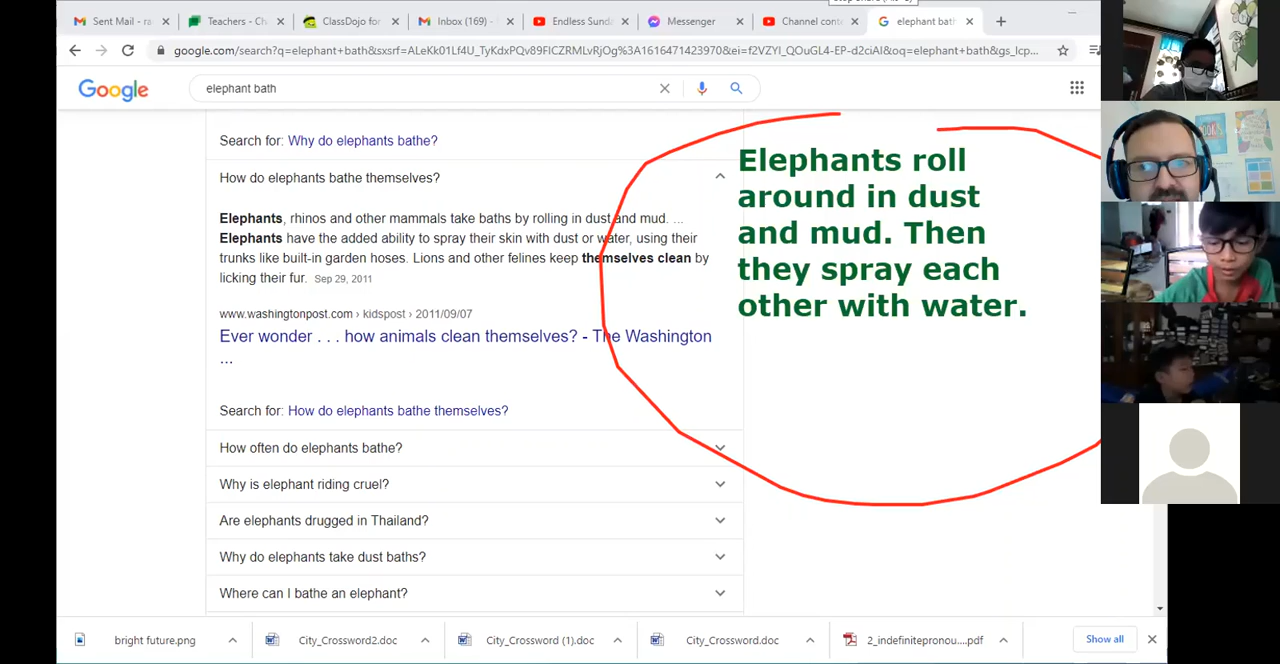 Sent Mail - ra
Teachers - Ch
ClassDojo for
Inbox (169) -
Endless Sund
Messenger
Channel cont
elephant bath
google.com/search?q=elephant+bath&sxsrf=ALeKk01Lf4U_TyKdxPQv89FICZRMLvRjOg%3A1616471423970&ei=f2VZYI_QOuGL4-EP-d2ciAI&oq=elephant+bath&gs_lcp...
Google
elephant bath
Search for: Why do elephants bathe?
How do elephants bathe themselves?
Elephants, rhinos and other mammals take baths by rolling in dust and mud. ...
Elephants have the added ability to spray their skin with dust or water, using their
trunks like built-in garden hoses. Lions and other felines keep themselves clean by
licking their fur. Sep 29, 2011
www.washingtonpost.com › kidspost › 2011/09/07
Ever wonder . . . how animals clean themselves? - The Washington
...
Search for: How do elephants bathe themselves?
How often do elephants bathe?
Why is elephant riding cruel?
Are elephants drugged in Thailand?
Why do elephants take dust baths?
Where can I bathe an elephant?
Elephants roll
around in dust
and mud. Then
they spray each
other with water.
bright future.png
City_Crossword2.doc
City_Crossword (1).doc
City_Crossword.doc
2_indefinitepronou....pdf
Show all